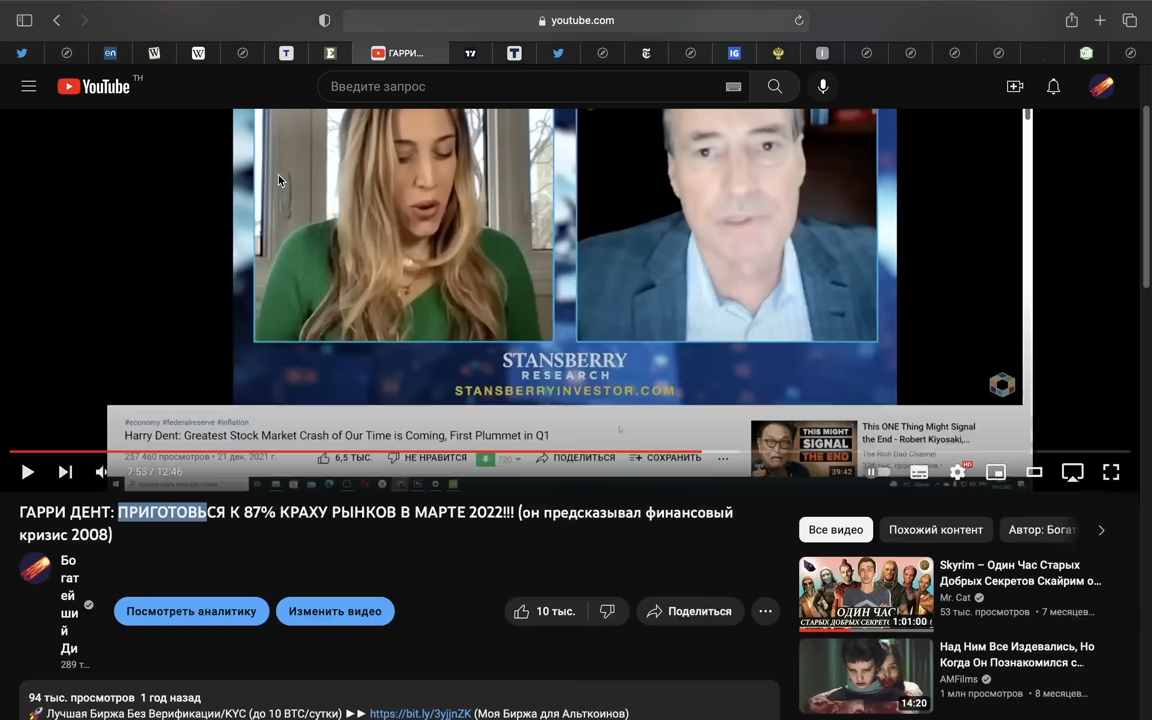 youtube.com
ГАРРИ...
YouTube TH
Введите запрос
STANSBERRY
RESEARCH
STANSBERRYINVESTOR.COM
#economy #federalreserve #inflation
Harry Dent: Greatest Stock Market Crash of Our Time is Coming, First Plummet in Q1
257 460 просмотров • 21 дек. 2021 г.
6,5 ТЫС.
НЕ НРАВИТСЯ
720
ПОДЕЛИТЬСЯ
СОХРАНИТЬ
THIS MIGHT
SIGNAL
THE END
39:42
This ONE Thing Might Signal
the End - Robert Kiyosaki,...
The Rich Dad Channel
7:53 / 12:46
HD
ГАРРИ ДЕНТ: ПРИГОТОВЬСЯ К 87% КРАХУ РЫНКОВ В МАРТЕ 2022!!! (он предсказывал финансовый
кризис 2008)
Бо
гат
ей
ши
й
Ди
289 т...
Посмотреть аналитику
Изменить видео
10 тыс.
Поделиться
94 тыс. просмотров 1 год назад
🚀 Лучшая Биржа Без Верификации/KYC (до 10 BTC/сутки) ►► https://bit.ly/3yjjnZK (Моя Биржа для Альткоинов)
Все видео
Похожий контент
Автор: Богат
ОДИН ЧАС
СТАРЫХ ДОБРЫХ СЕКРЕТО
1:01:00
Skyrim – Один Час Старых
Добрых Секретов Скайрим о...
Mr. Cat
53 тыс. просмотров • 7 месяцев...
14:20
Над Ним Все Издевались, Но
Когда Он Познакомился с...
AMFilms
1 млн просмотров • 8 месяцев...